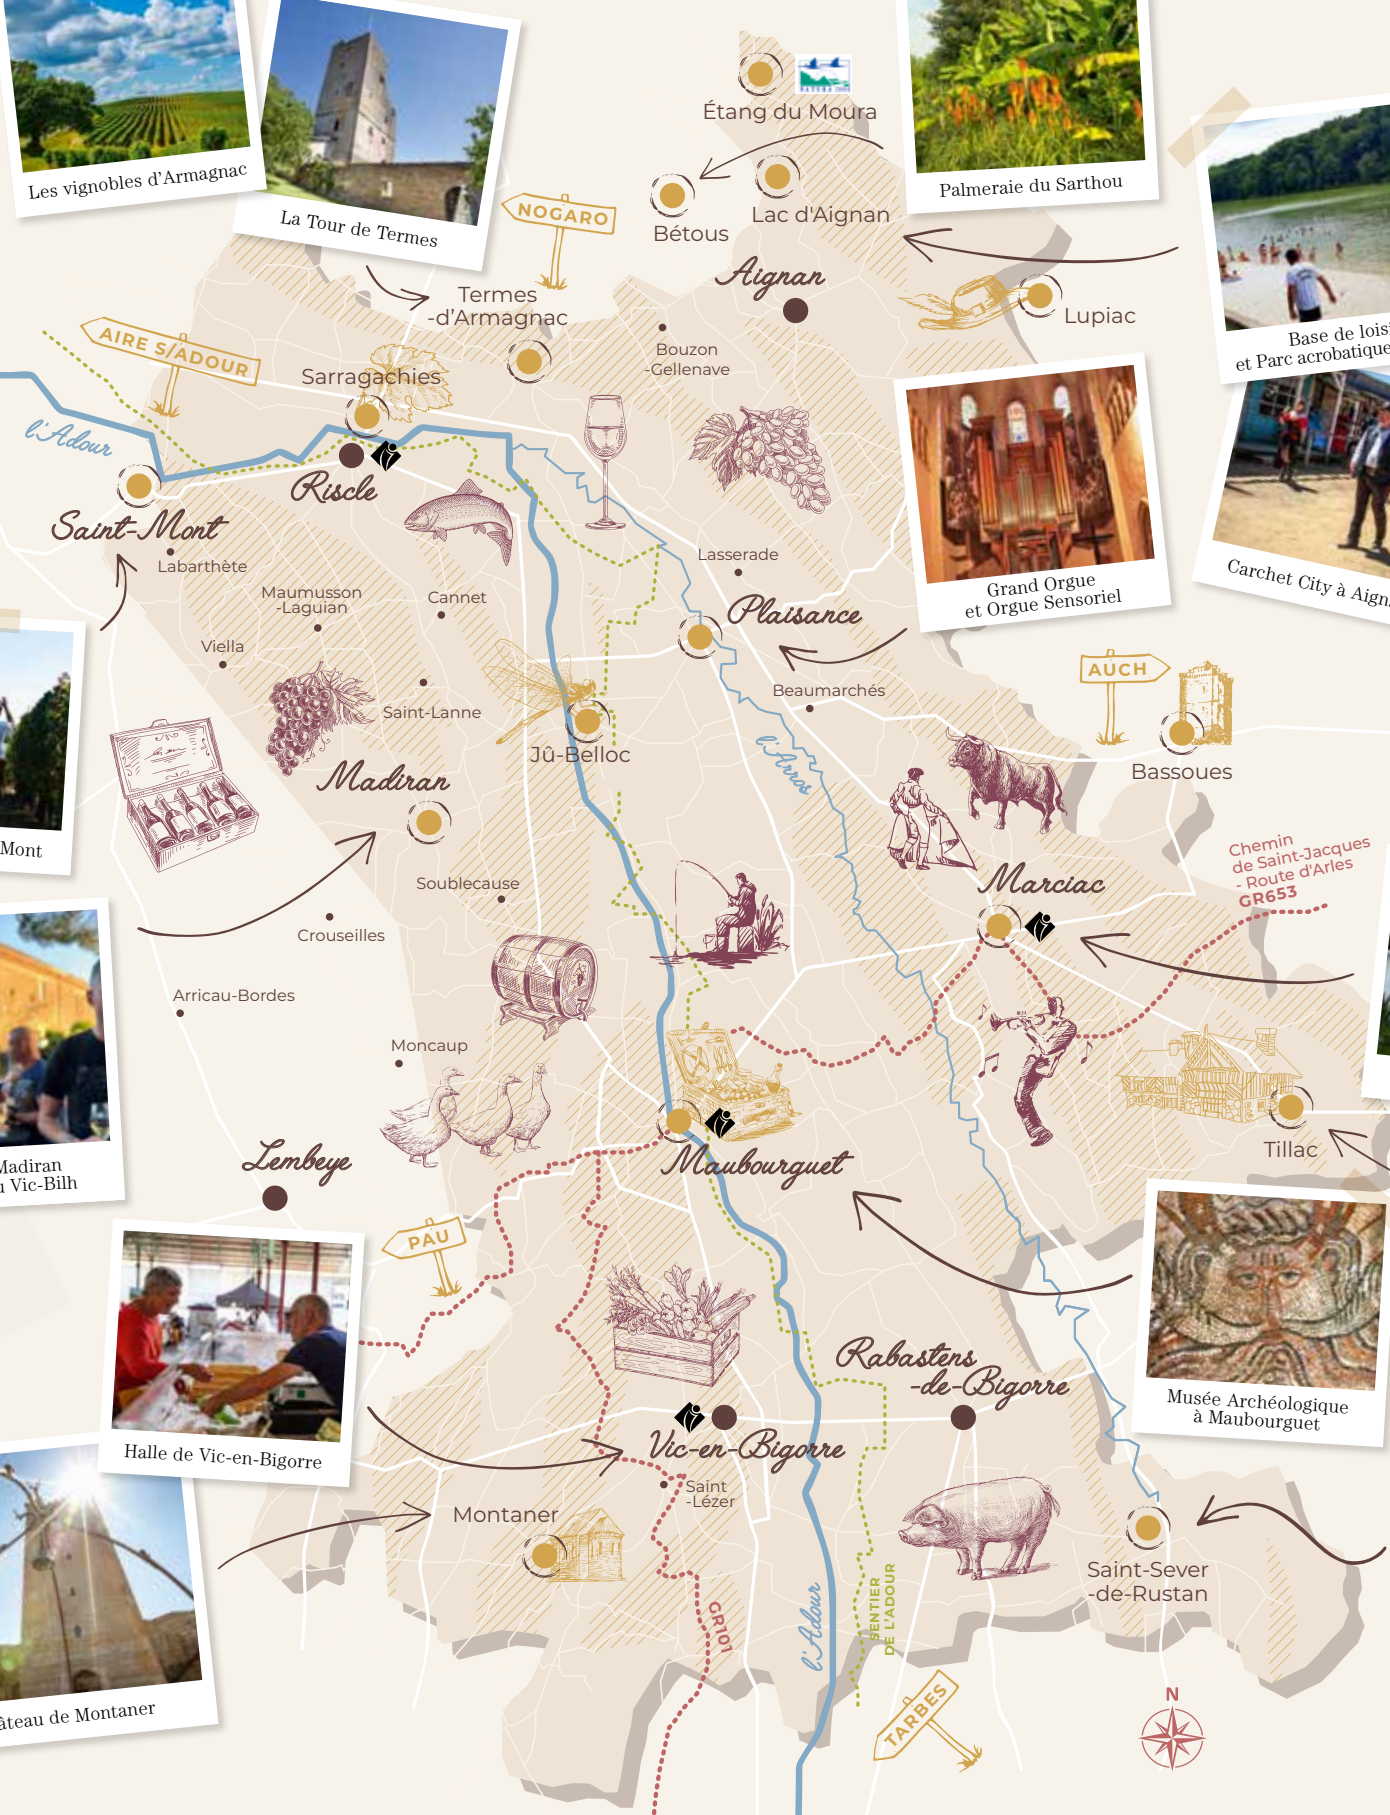 Les vignobles d'Armagnac
La Tour de Termes
NOGARO
Étang du Moura
NATURA 2000
Bétous
Lac d'Aignan
Palmeraie du Sarthou
Base de lois
et Parc acrobatique
Aignan
Lupiac
Termes
-d'Armagnac
AIRE S/ADOUR
Sarragachies
Bouzon
-Gellenave
l'Adour
Riscle
Saint-Mont
Labarthète
Lasserade
Grand Orgue
et Orgue Sensoriel
Carchet City à Aign
Maumusson
-Laguian
Cannet
Plaisance
Viella
Beaumarchés
AUCH
Saint-Lanne
Jû-Belloc
l'Arros
Bassoues
Madiran
Mont
Chemin
de Saint-Jacques
- Route d'Arles
GR653
Marciac
Soublecause
Crouseilles
Arricau-Bordes
Moncaup
Madiran
u Vic-Bilh
Lembeye
Maubourguet
Tillac
PAU
Halle de Vic-en-Bigorre
Rabastens
-de-Bigorre
Musée Archéologique
à Maubourguet
Vic-en-Bigorre
Saint
-Lézer
Montaner
Saint-Sever
-de-Rustan
GR101
l'Adour
SENTIER
DE L'ADOUR
âteau de Montaner
TARBES
N